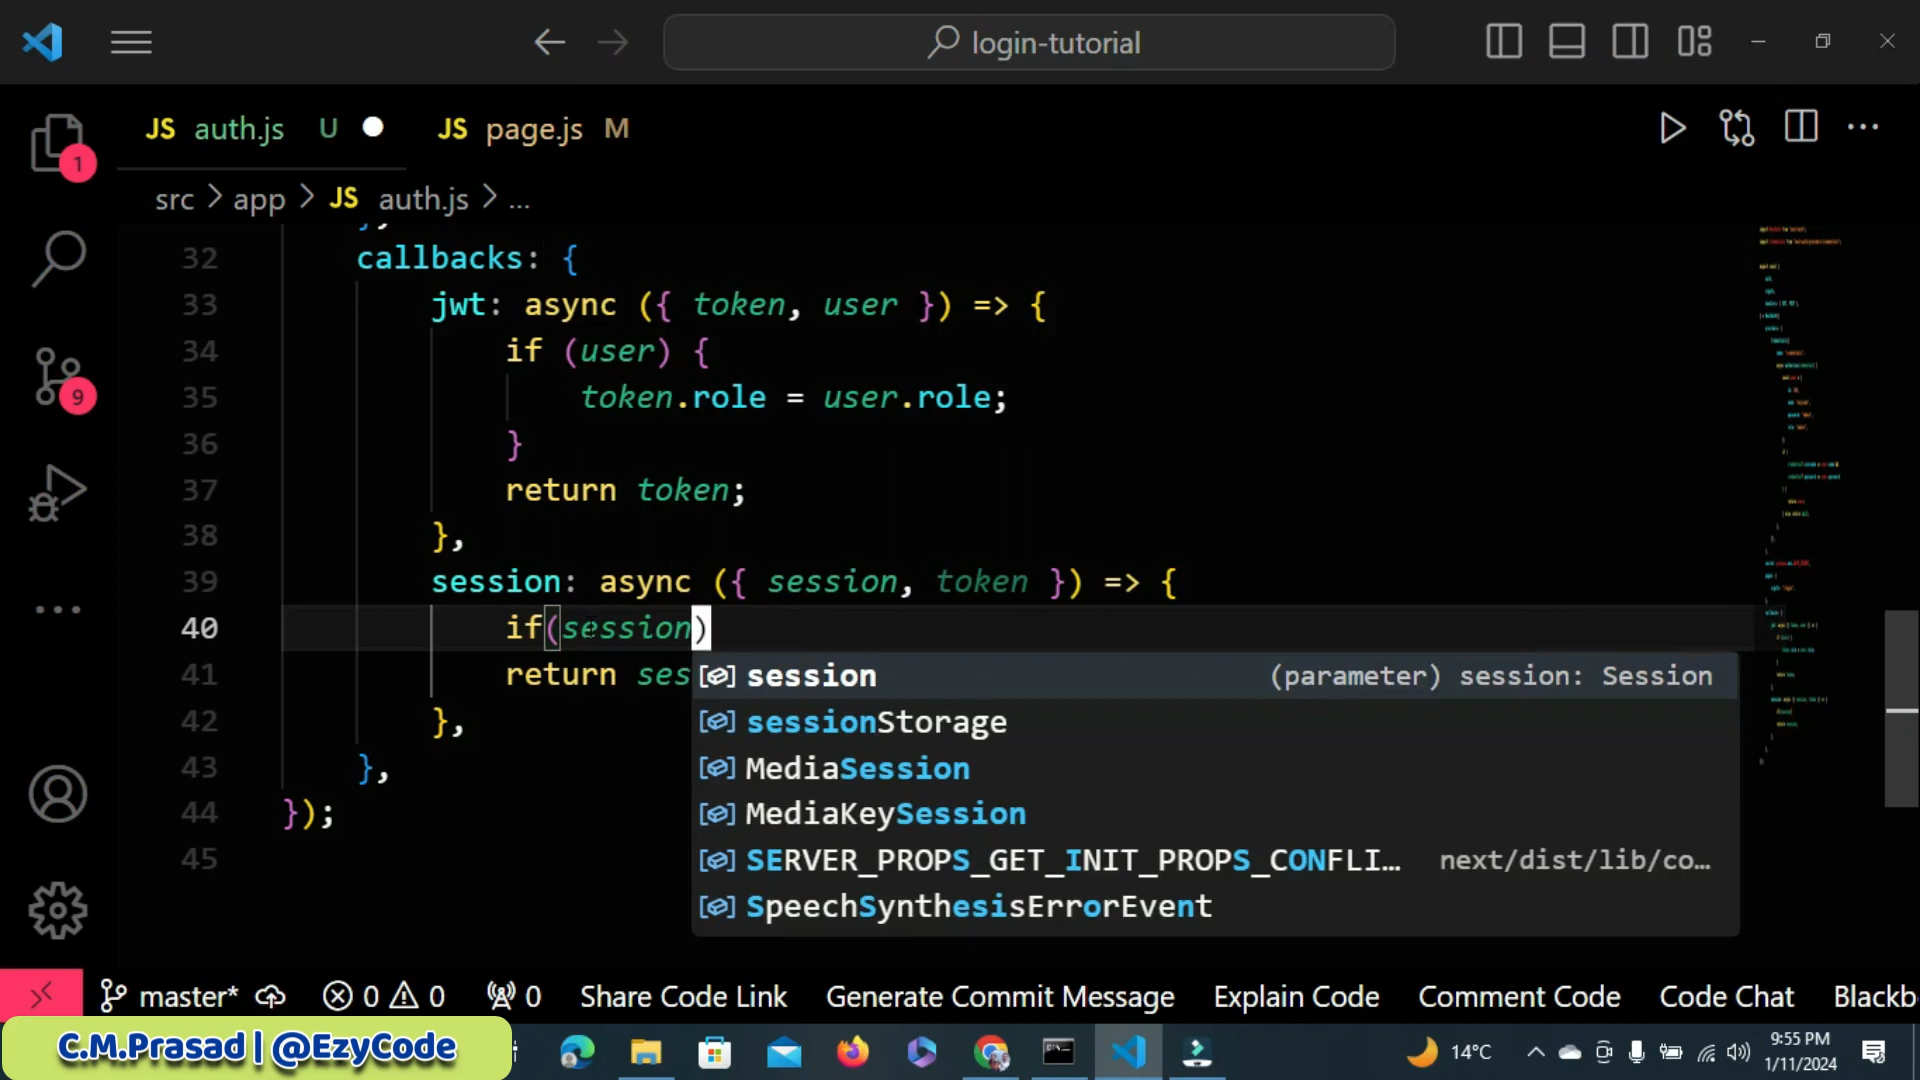 login-tutorial
JS auth.js U
JS page.js M
src > app > JS auth.js > ...
32 callbacks: {
33 jwt: async ({ token, user }) => {
34 if (user) {
35 token.role = user.role;
36 }
37 return token;
38 },
39 session: async ({ session, token }) => {
40 if(session)
41 return ses
42 },
43 },
44 });
45
session (parameter) session: Session
sessionStorage
MediaSession
MediaKeySession
SERVER_PROPS_GET_INIT_PROPS_CONFLI… next/dist/lib/co…
SpeechSynthesisErrorEvent
1
9
master* 0 0 0 Share Code Link Generate Commit Message Explain Code Comment Code Code Chat Blackb
C.M.Prasad | @EzyCode
14°C
9:55 PM
1/11/2024